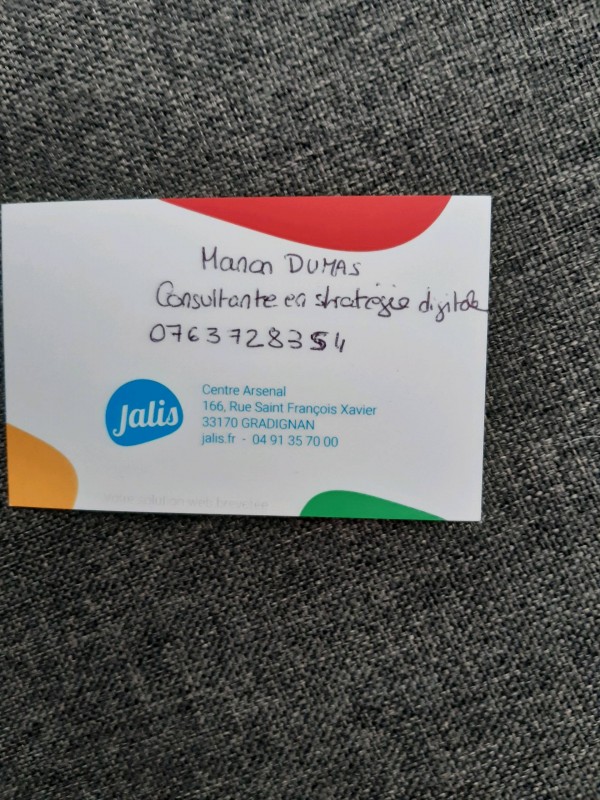 Manon DUMAS
Consultante en stratégie digitale
0763728354
Jalis
Centre Arsenal
166, Rue Saint François Xavier
33170 GRADIGNAN
jalis.fr - 04 91 35 70 00